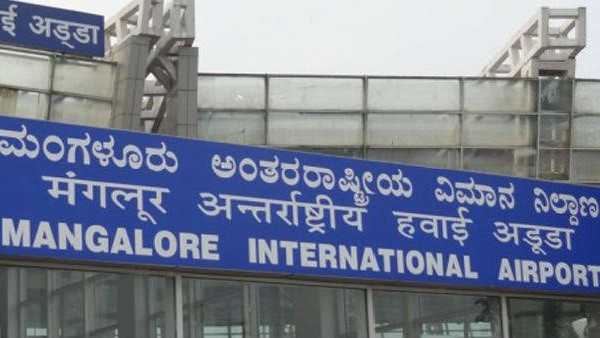 ाई अड्डा
ಮಂಗಳೂರು ಅಂತರರಾಷ್ಟ್ರೀಯ ವಿಮಾನ ನಿಲ್ದಾಣ
मंगलूर अन्तर्राष्ट्रीय हवाई अडूडा
MANGALORE INTERNATIONAL AIRPORT